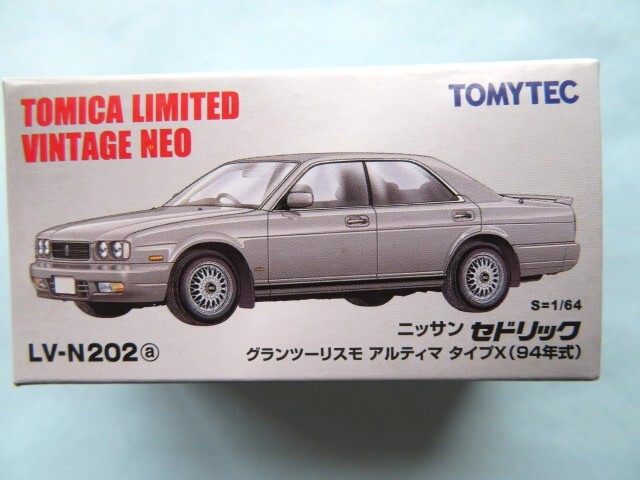 TOMICA LIMITED
VINTAGE NEO
TOMYTEC
S=1/64
ニッサン セドリック
LV-N202ⓐ
グランツーリスモ アルティマ タイプX(94年式)